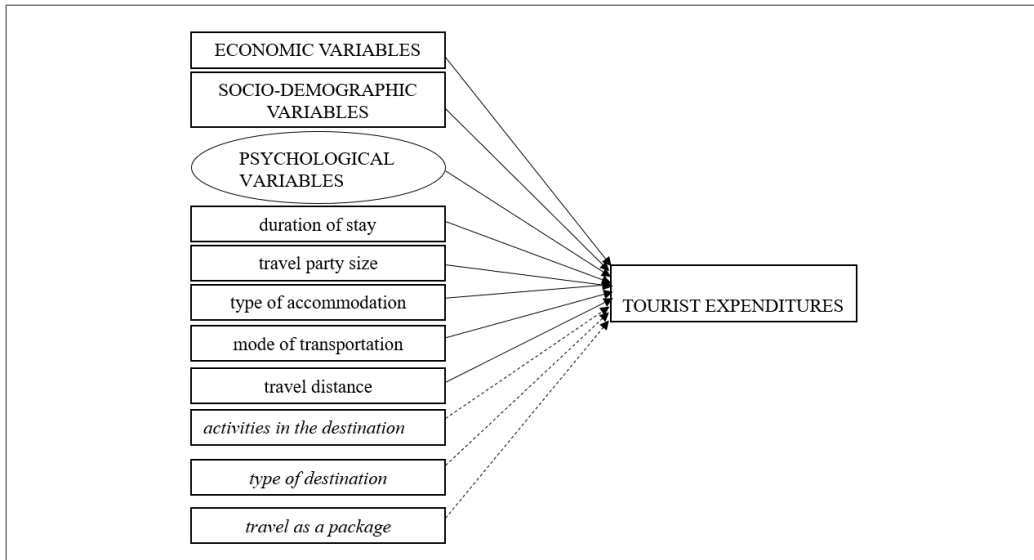 ECONOMIC VARIABLES
SOCIO-DEMOGRAPHIC
VARIABLES
PSYCHOLOGICAL
VARIABLES
duration of stay
travel party size
type of accommodation
mode of transportation
travel distance
activities in the destination
type of destination
travel as a package
TOURIST EXPENDITURES